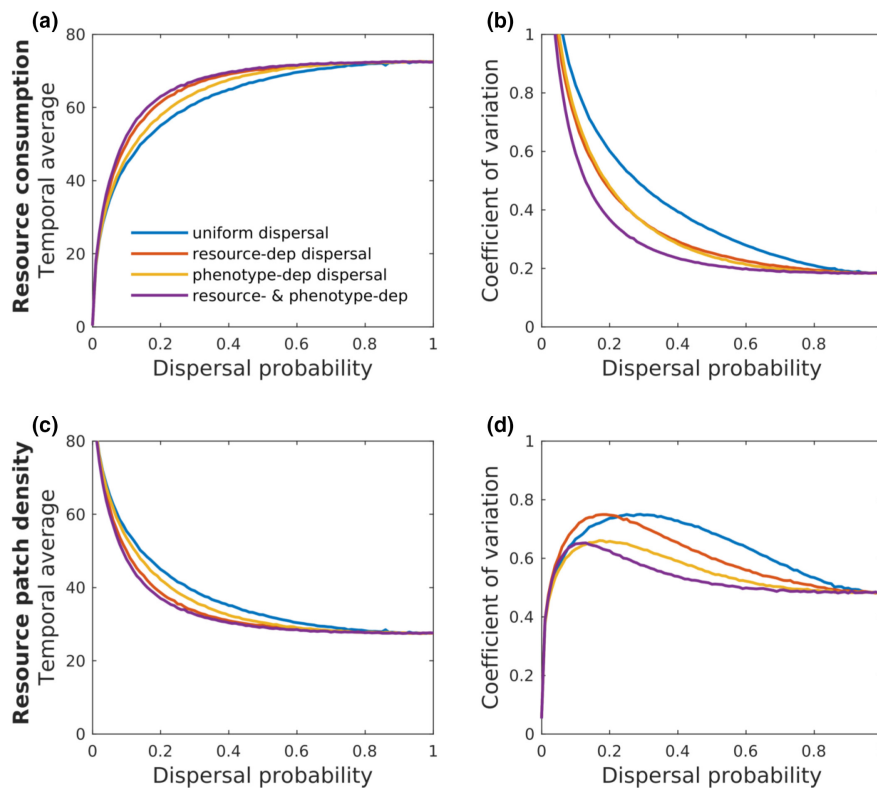 (a)
Resource consumption
Temporal average
80
60
40
20
0
uniform dispersal
resource-dep dispersal
phenotype-dep dispersal
resource- & phenotype-dep
0 0.2 0.4 0.6 0.8 1
Dispersal probability
(b)
Coefficient of variation
1
0.8
0.6
0.4
0.2
0
0 0.2 0.4 0.6 0.8
Dispersal probability
(c)
Resource patch density
Temporal average
80
60
40
20
0
0 0.2 0.4 0.6 0.8 1
Dispersal probability
(d)
Coefficient of variation
1
0.8
0.6
0.4
0.2
0
0 0.2 0.4 0.6 0.8
Dispersal probability